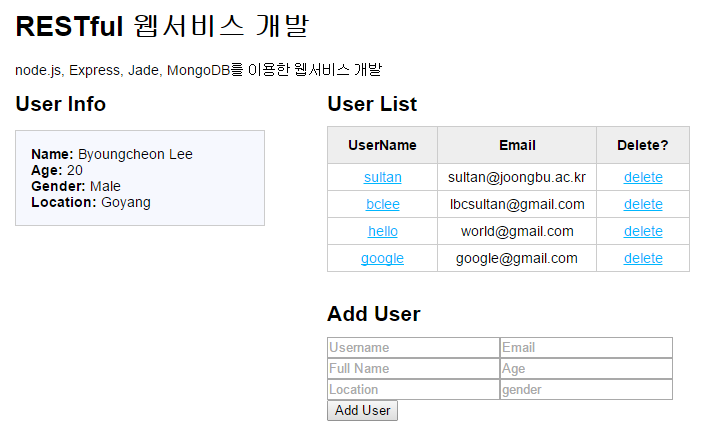 RESTful 웹서비스 개발
node.js, Express, Jade, MongoDB를 이용한 웹서비스 개발
User Info
Name: Byoungcheon Lee
Age: 20
Gender: Male
Location: Goyang
User List
UserName Email Delete?
sultan sultan@joongbu.ac.kr delete
bclee lbcsultan@gmail.com delete
hello world@gmail.com delete
google google@gmail.com delete
Add User
Username Email
Full Name Age
Location gender
Add User